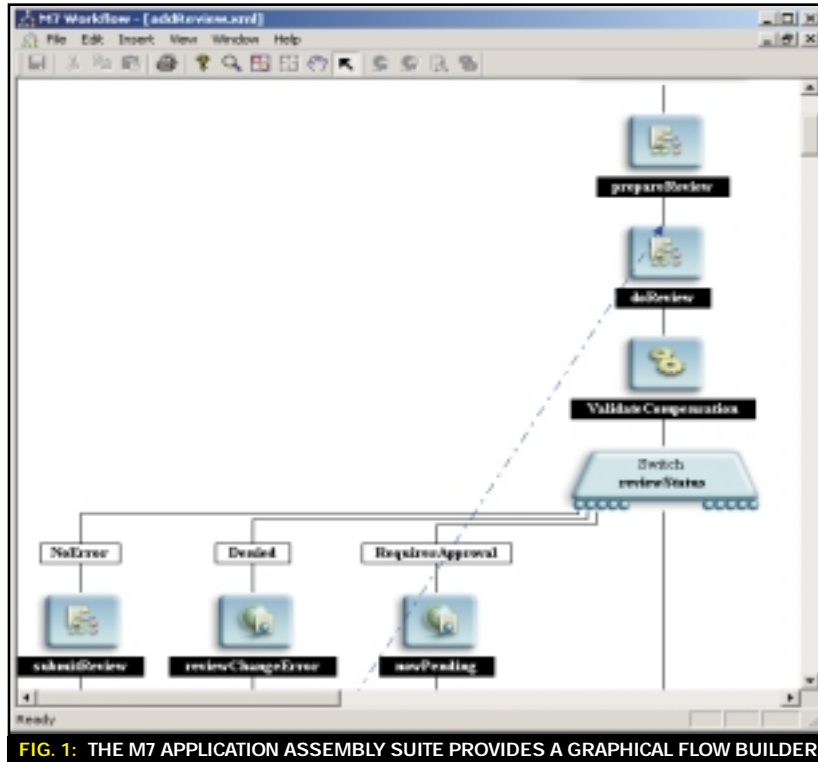 M7 Workflow - [addReview.xml]
File Edit Insert View Window Help
prepareReview
doReview
ValidateCompensation
Switch
reviewStatus
NoError
Denied
RequiresApproval
submitReview
reviewChangeError
nowPending
Ready
FIG. 1: THE M7 APPLICATION ASSEMBLY SUITE PROVIDES A GRAPHICAL FLOW BUILDER